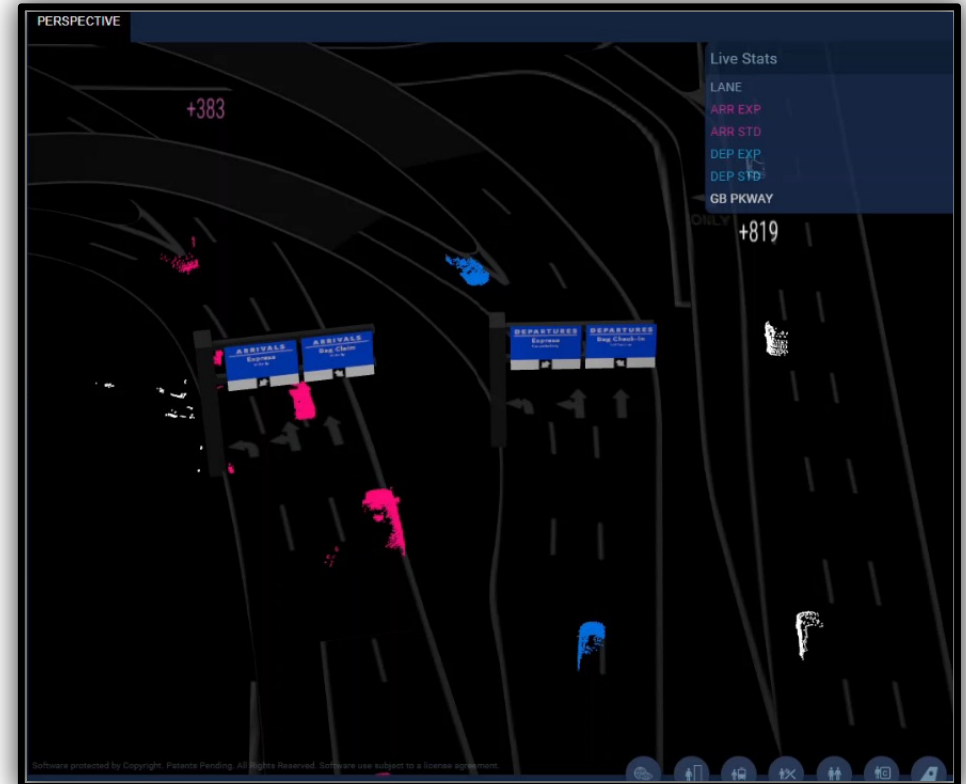 PERSPECTIVE
Live Stats
LANE
ARR EXP
ARR STD
DEP EXP
DEP STD
GB PKWAY
+383
ONLY
+819
ARRIVALS
Express
ARRIVALS
Bag Claim
DEPARTURES
Express
DEPARTURES
Bag Check-In
Software protected by Copyright. Patents Pending. All Rights Reserved. Software use subject to a license agreement.